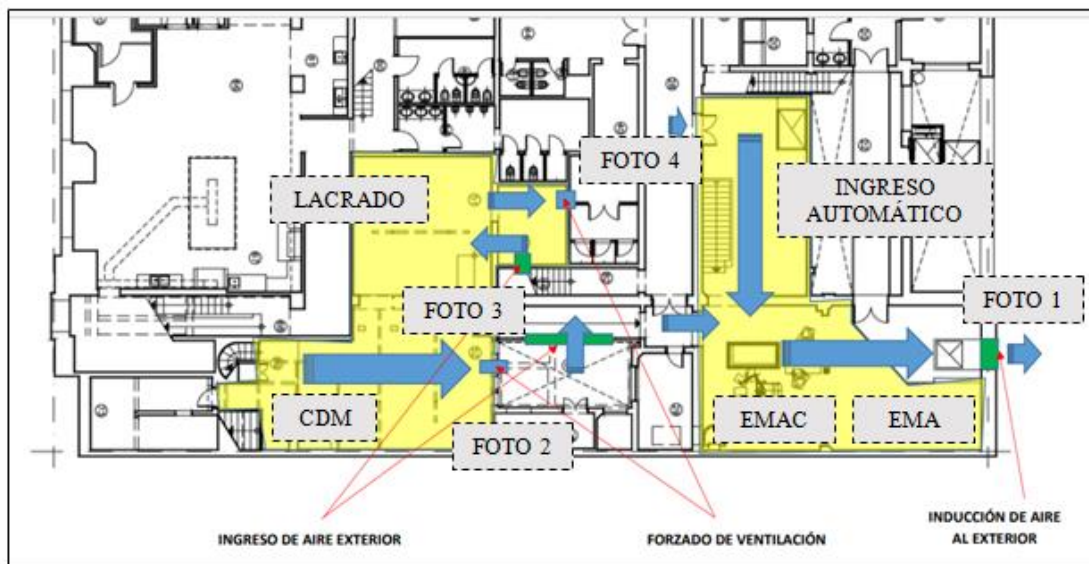 FOTO 4
LACRADO
INGRESO
AUTOMÁTICO
FOTO 3
FOTO 1
CDM
EMAC
EMA
FOTO 2
INGRESO DE AIRE EXTERIOR
FORZADO DE VENTILACIÓN
INDUCCIÓN DE AIRE
AL EXTERIOR